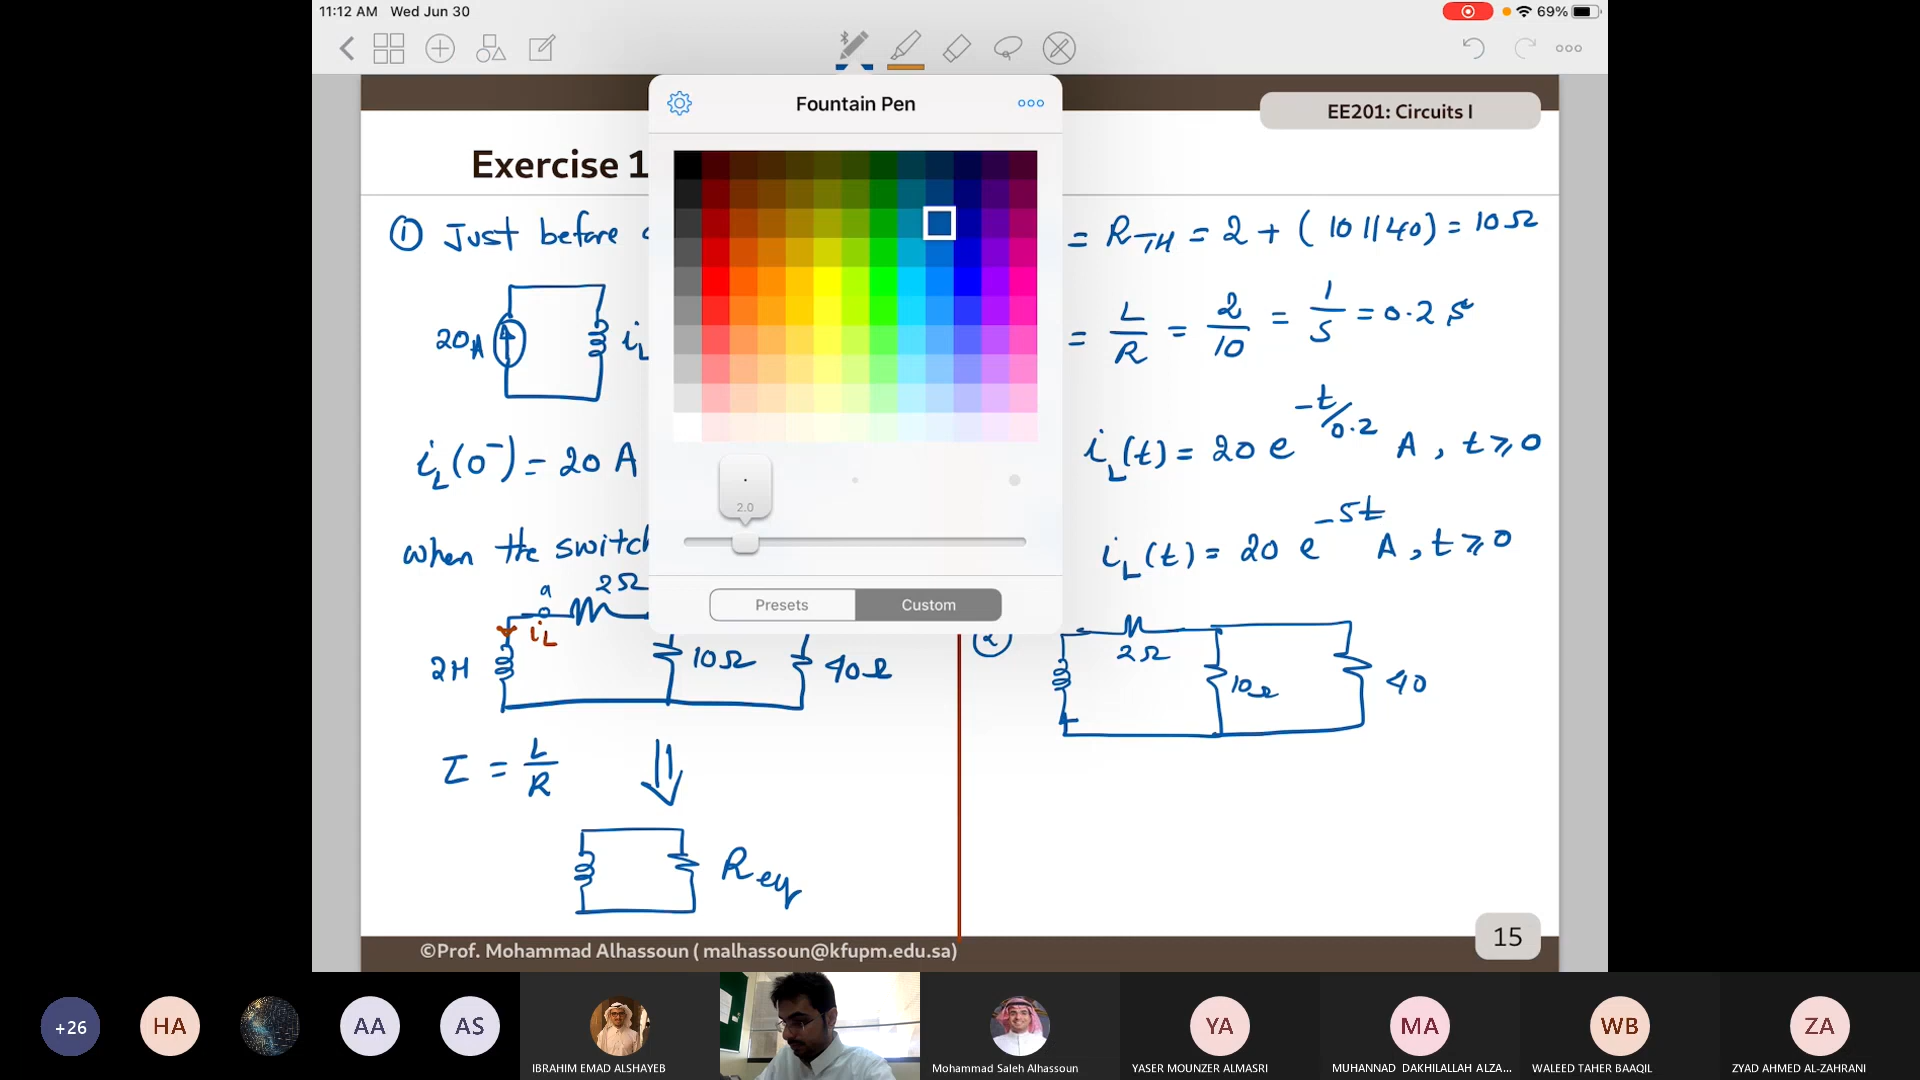 11:12 AM Wed Jun 30
69%
Fountain Pen
EE201: Circuits I
Exercise 1
① Just before
= R_TH = 2 + ( 10 || 40) = 10 Ω
20A
i_L
= L/R = 2/10 = 1/5 = 0.2 s
i_L(0⁻) = 20 A
i_L(t) = 20 e^(-t/0.2) A , t ≥ 0
2.0
when the switch
i_L(t) = 20 e^(-5t) A , t ≥ 0
Presets
Custom
a
2Ω
i_L
2H
10Ω
40Ω
2Ω
10Ω
40
τ = L/R
Req
15
©Prof. Mohammad Alhassoun ( malhassoun@kfupm.edu.sa)
+26
HA
AA
AS
YA
MA
WB
ZA
IBRAHIM EMAD ALSHAYEB
Mohammad Saleh Alhassoun
YASER MOUNZER ALMASRI
MUHANNAD DAKHILALLAH ALZA...
WALEED TAHER BAAQIL
ZYAD AHMED AL-ZAHRANI